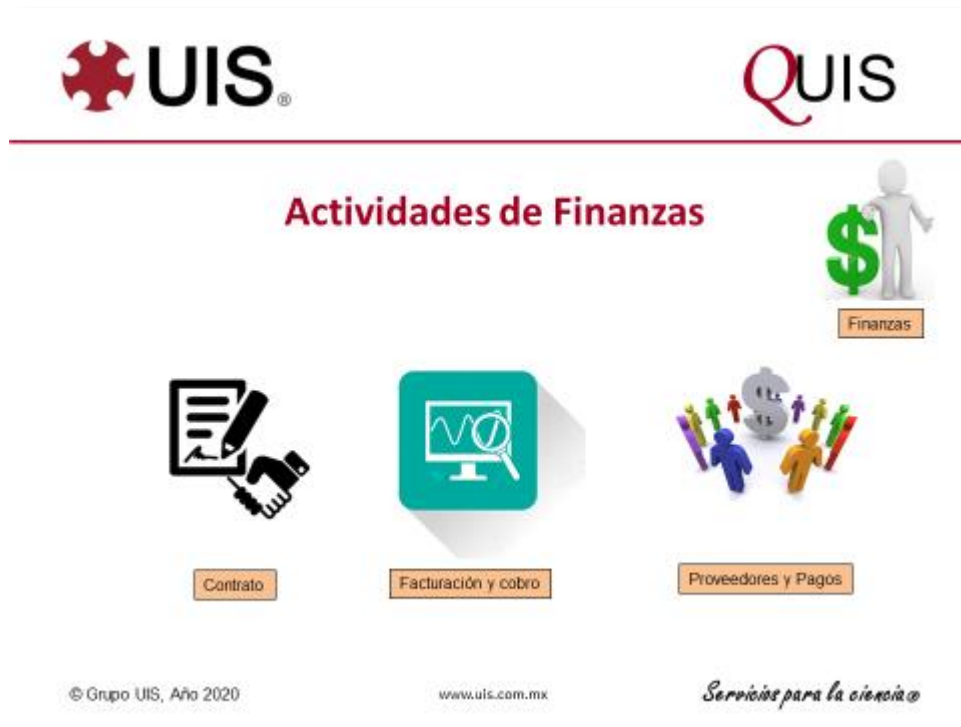 UIS®
QUIS
Actividades de Finanzas
$
Finanzas
$
Contrato
Facturación y cobro
Proveedores y Pagos
© Grupo UIS, Año 2020
www.uis.com.mx
Servicios para la ciencia®